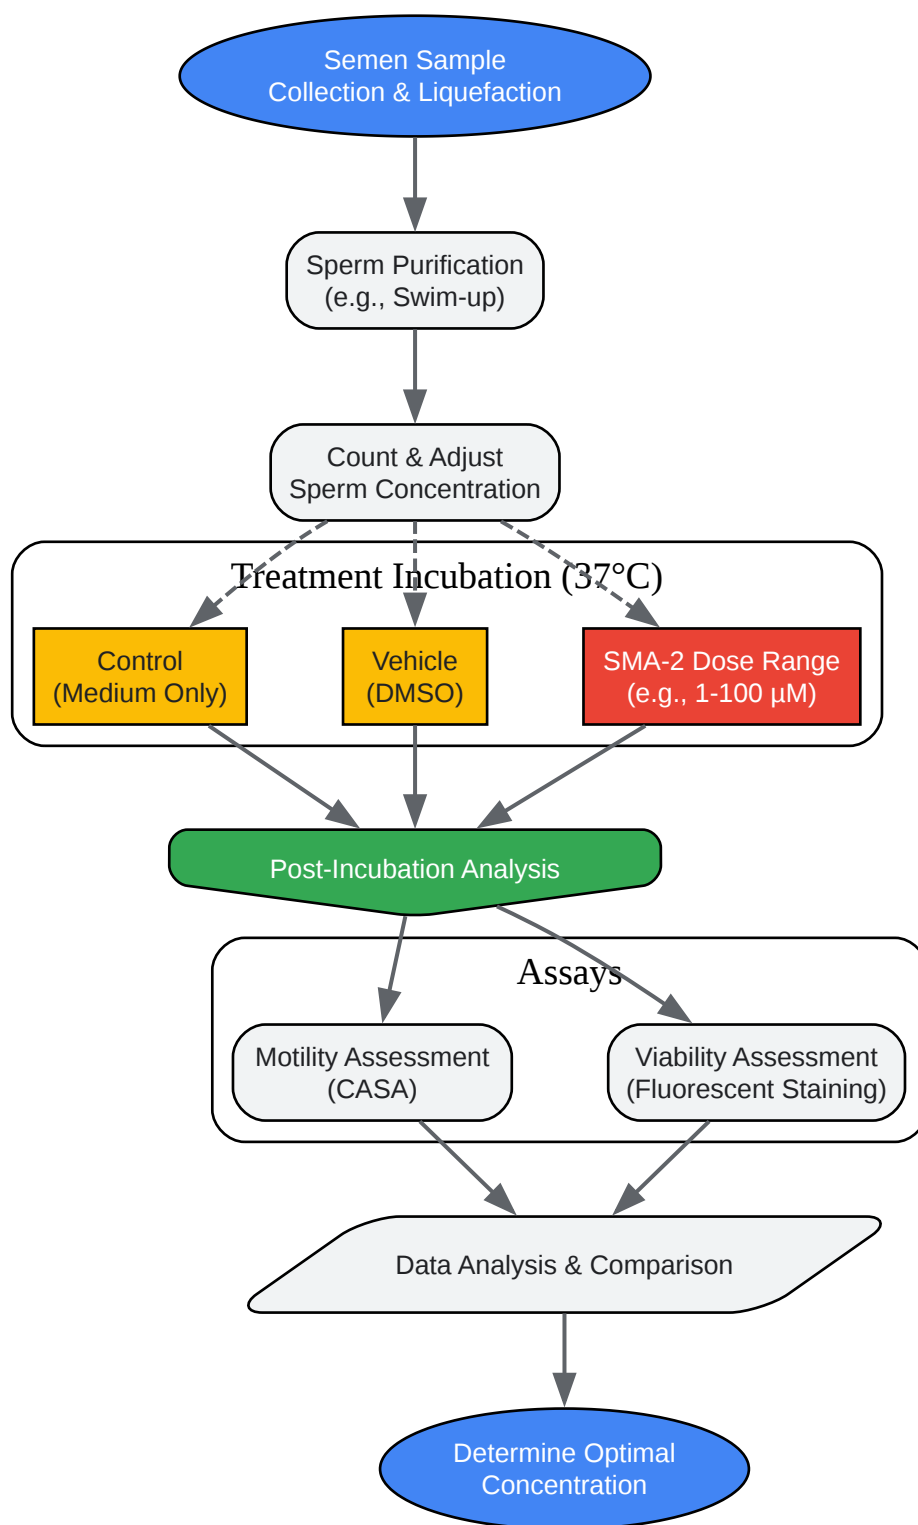 Semen Sample
Collection & Liquefaction
Sperm Purification
(e.g., Swim-up)
Count & Adjust
Sperm Concentration
Treatment Incubation (37°C)
Control
(Medium Only)
Vehicle
(DMSO)
SMA-2 Dose Range
(e.g., 1-100 µM)
Post-Incubation Analysis
Assays
Motility Assessment
(CASA)
Viability Assessment
(Fluorescent Staining)
Data Analysis & Comparison
Determine Optimal
Concentration